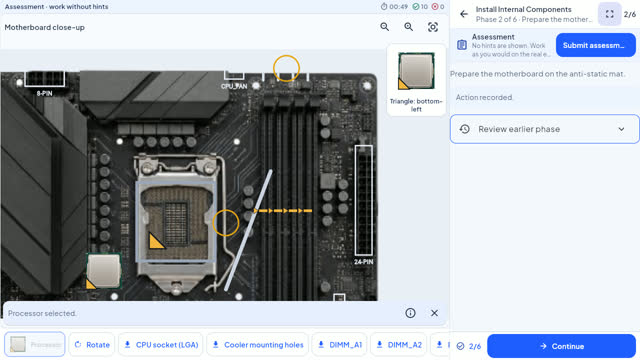 Assessment · work without hints
00:49
10
0
Motherboard close-up
8-PIN
CPU_FAN
24-PIN
Triangle: bottom-left
Processor selected.
Processor
Rotate
CPU socket (LGA)
Cooler mounting holes
DIMM_A1
DIMM_A2
Install Internal Components
Phase 2 of 6 · Prepare the mother...
2/6
Assessment
No hints are shown. Work
as you would on the real e...
Submit assessm...
Prepare the motherboard on the anti-static mat.
Action recorded.
Review earlier phase
2/6
Continue